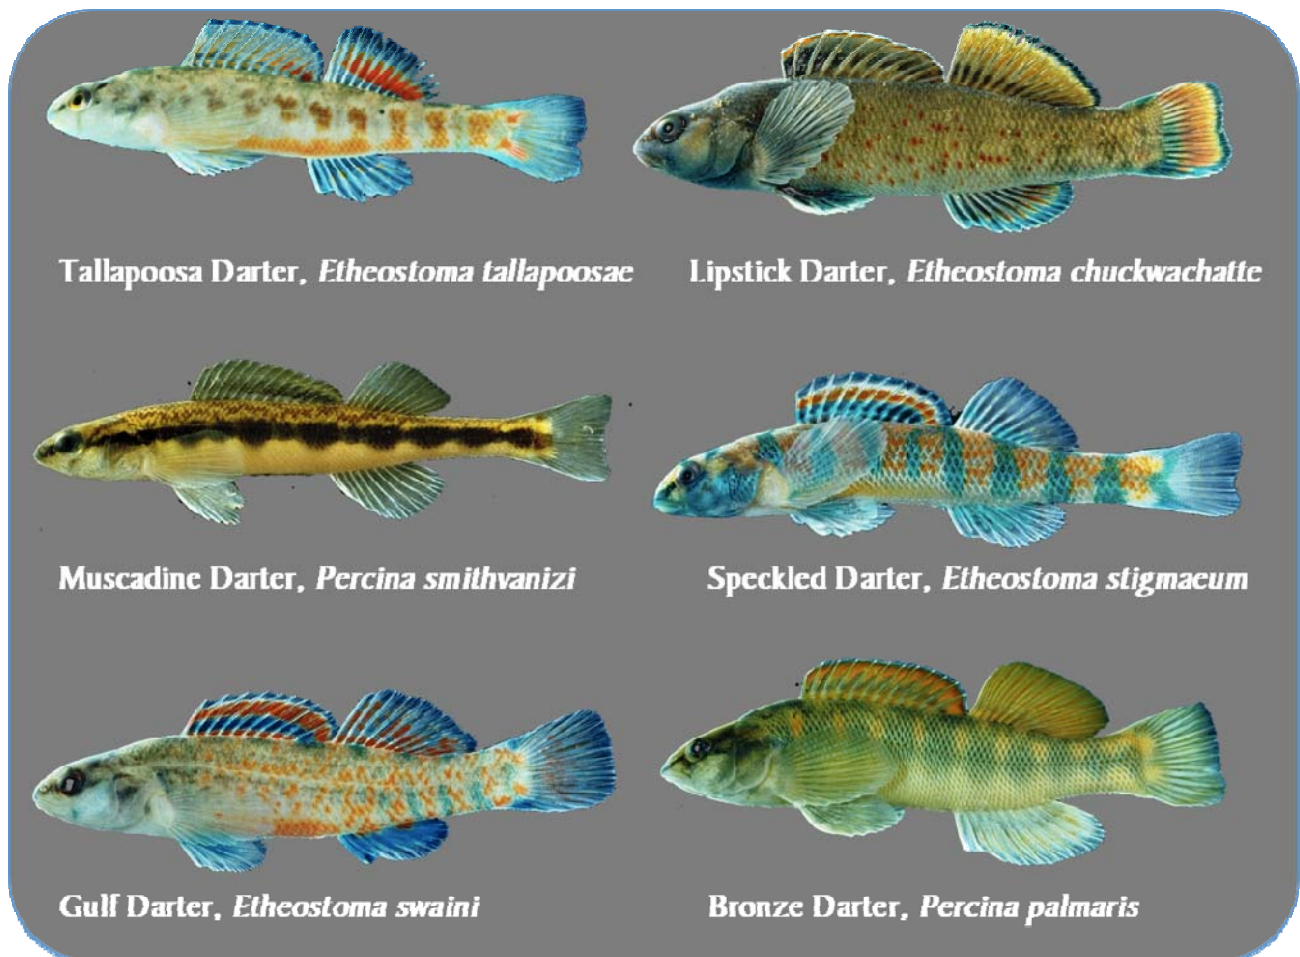 Tallapoosa Darter, Etheostoma tallapoosae
Lipstick Darter, Etheostoma chuckwachatte
Muscadine Darter, Percina smithvanizi
Speckled Darter, Etheostoma stigmaeum
Gulf Darter, Etheostoma swaini
Bronze Darter, Percina palmaris